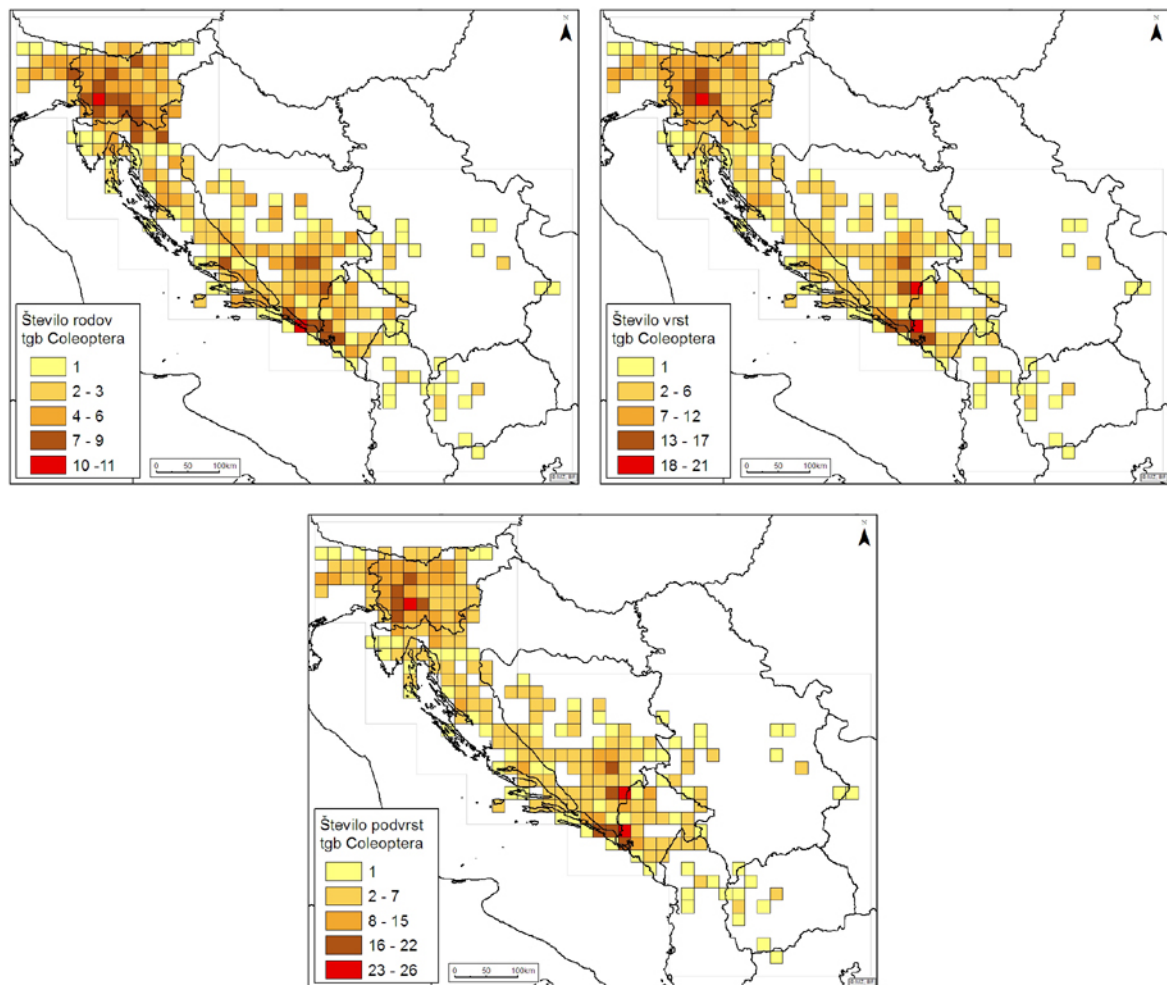 N
Število rodov
tgb Coleoptera
1
2 - 3
4 - 6
7 - 9
10 -11
0 50 100km
N
Število vrst
tgb Coleoptera
1
2 - 6
7 - 12
13 - 17
18 - 21
0 50 100km
N
Število podvrst
tgb Coleoptera
1
2 - 7
8 - 15
16 - 22
23 - 26
0 50 100km